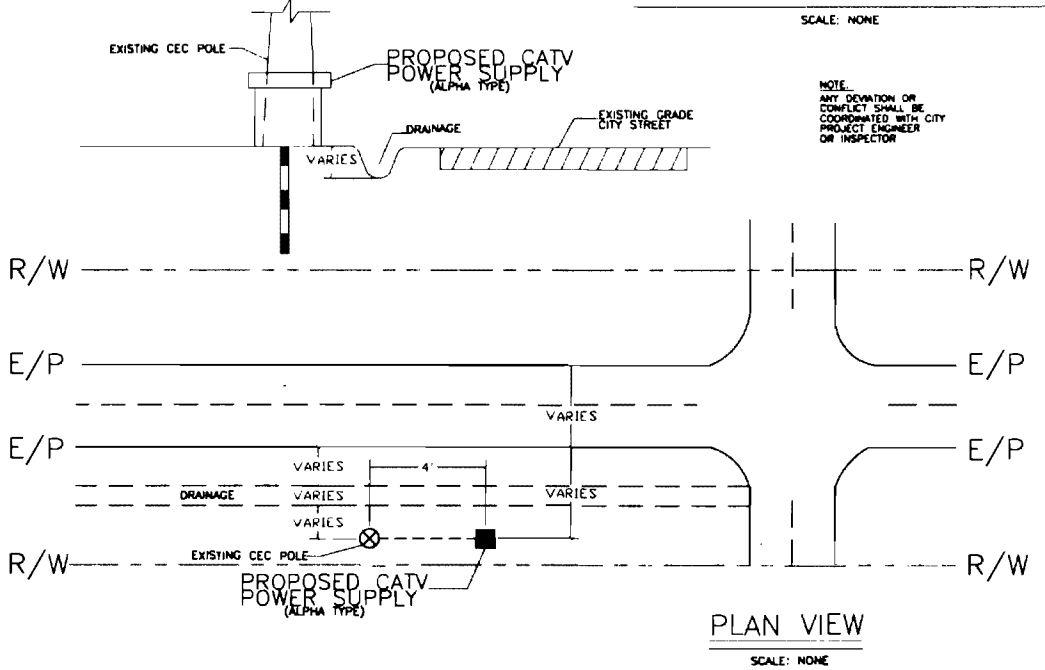 SCALE: NONE
EXISTING CEC POLE
PROPOSED CATV
POWER SUPPLY
(ALPHA TYPE)
NOTE:
ANY DEVIATION OR
CONFLICT SHALL BE
COORDINATED WITH CITY
PROJECT ENGINEER
OR INSPECTOR
EXISTING GRADE
CITY STREET
DRAINAGE
VARIES
R/W R/W
E/P E/P
VARIES
E/P E/P
VARIES 4'
DRAINAGE VARIES VARIES
VARIES
EXISTING CEC POLE
R/W R/W
PROPOSED CATV
POWER SUPPLY
(ALPHA TYPE)
PLAN VIEW
SCALE: NONE